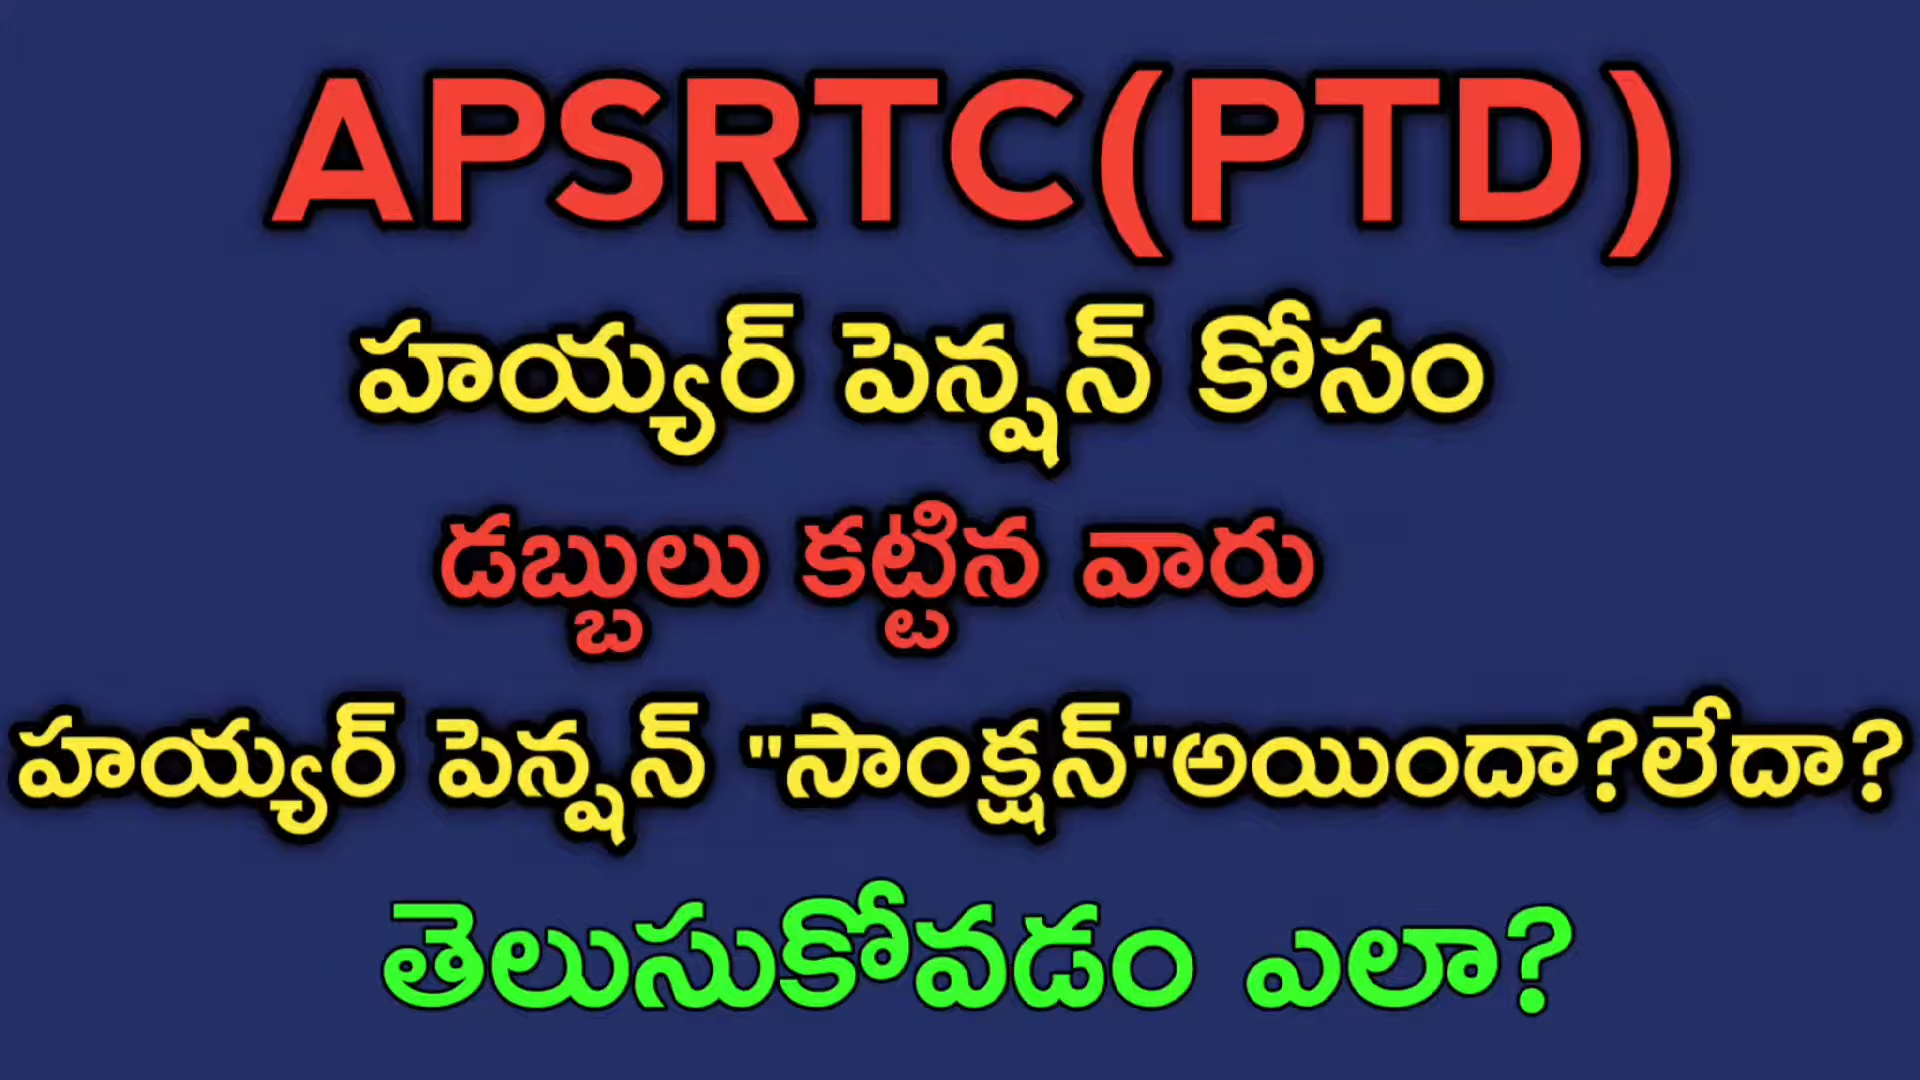 APSRTC(PTD)
హయ్యర్ పెన్షన్ కోసం
డబ్బులు కట్టిన వారు
హయ్యర్ పెన్షన్ "సాంక్షన్"అయిందా?లేదా?
తెలుసుకోవడం ఎలా?